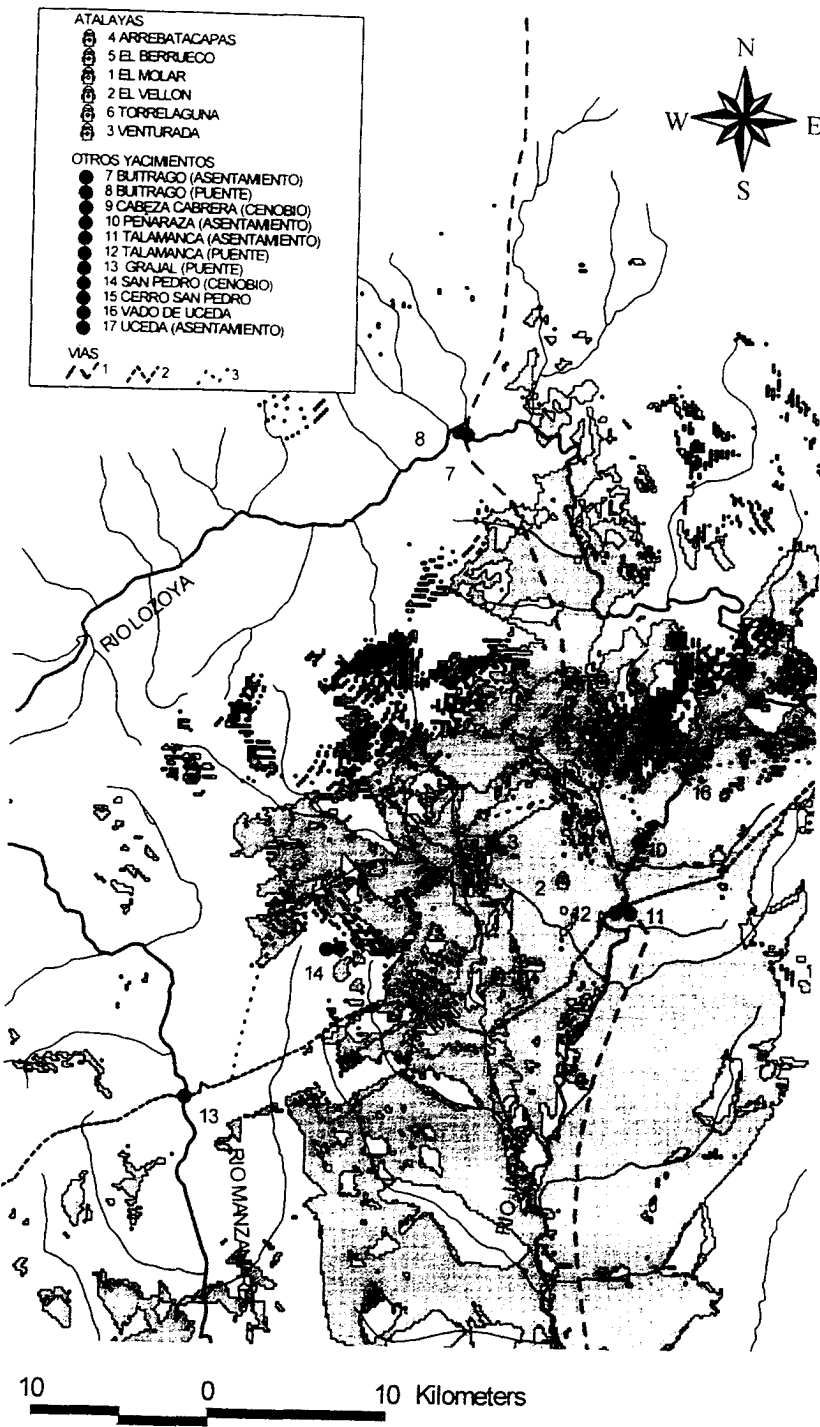 ATALAYAS
4 ARREBATACAPAS
5 EL BERRUECO
1 EL MOLAR
2 EL VELLON
6 TORRELAGUNA
3 VENTURADA
OTROS YACIMIENTOS
7 BUITRAGO (ASENTAMIENTO)
8 BUITRAGO (PUENTE)
9 CABEZA CABRERA (CENOBIO)
10 PEÑARAZA (ASENTAMIENTO)
11 TALAMANCA (ASENTAMIENTO)
12 TALAMANCA (PUENTE)
13 GRAJAL (PUENTE)
14 SAN PEDRO (CENOBIO)
15 CERRO SAN PEDRO
16 VADO DE UCEDA
17 UCEDA (ASENTAMIENTO)
VIAS
1 2 3
N
W E
S
8
7
RIO LOZOYA
16
3
2
12
11
14
13
RIO MANZA
RIO
10 0 10 Kilometers